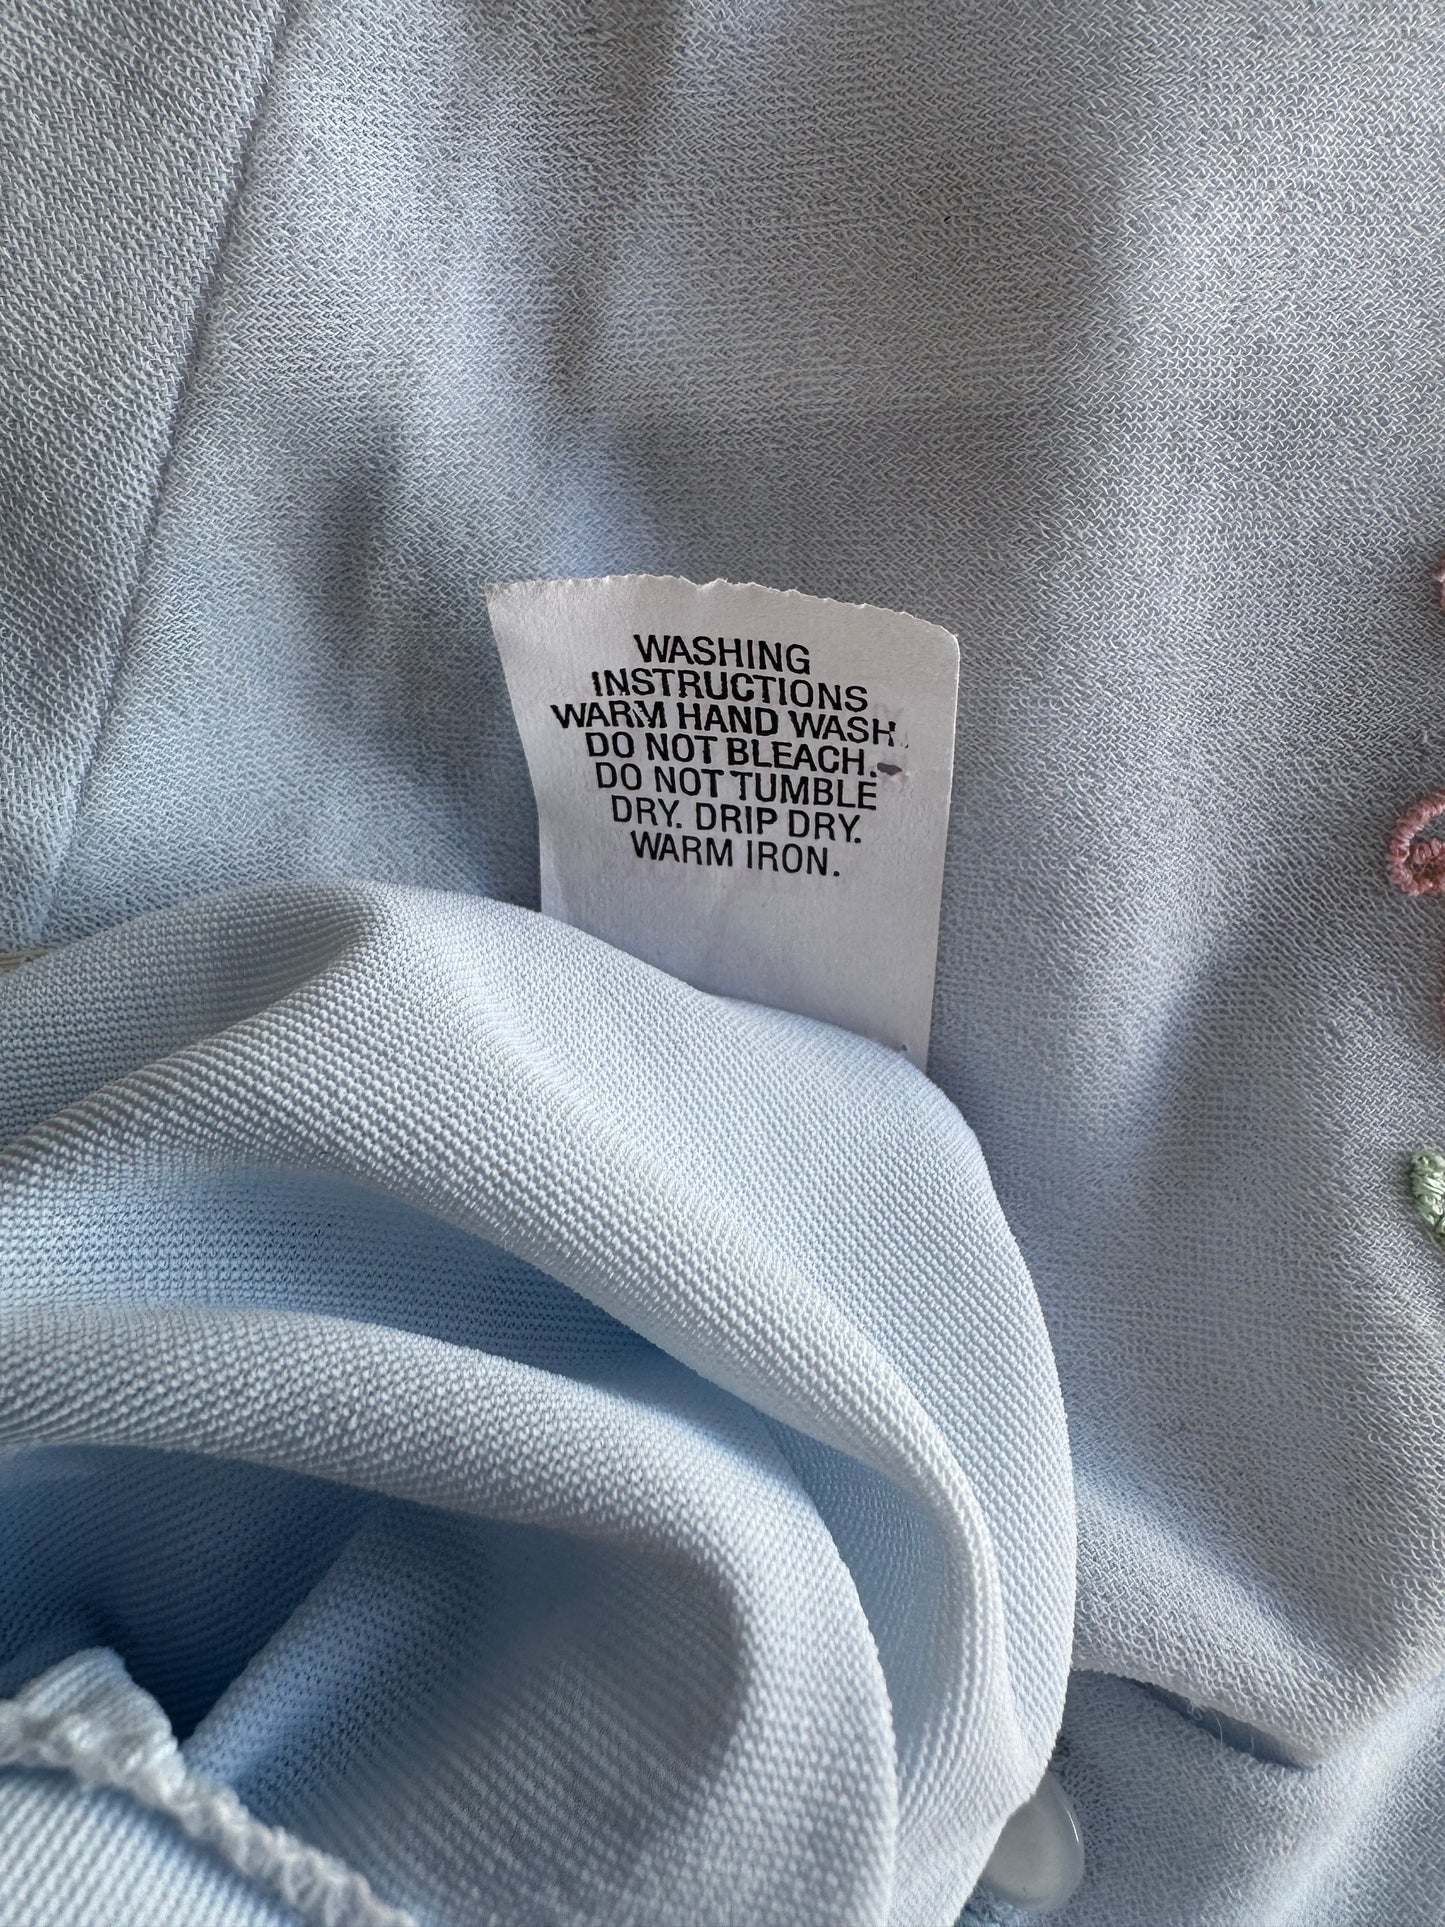 WASHING
INSTRUCTIONS
WARM HAND WASH.
DO NOT BLEACH.
DO NOT TUMBLE
DRY. DRIP DRY.
WARM IRON.